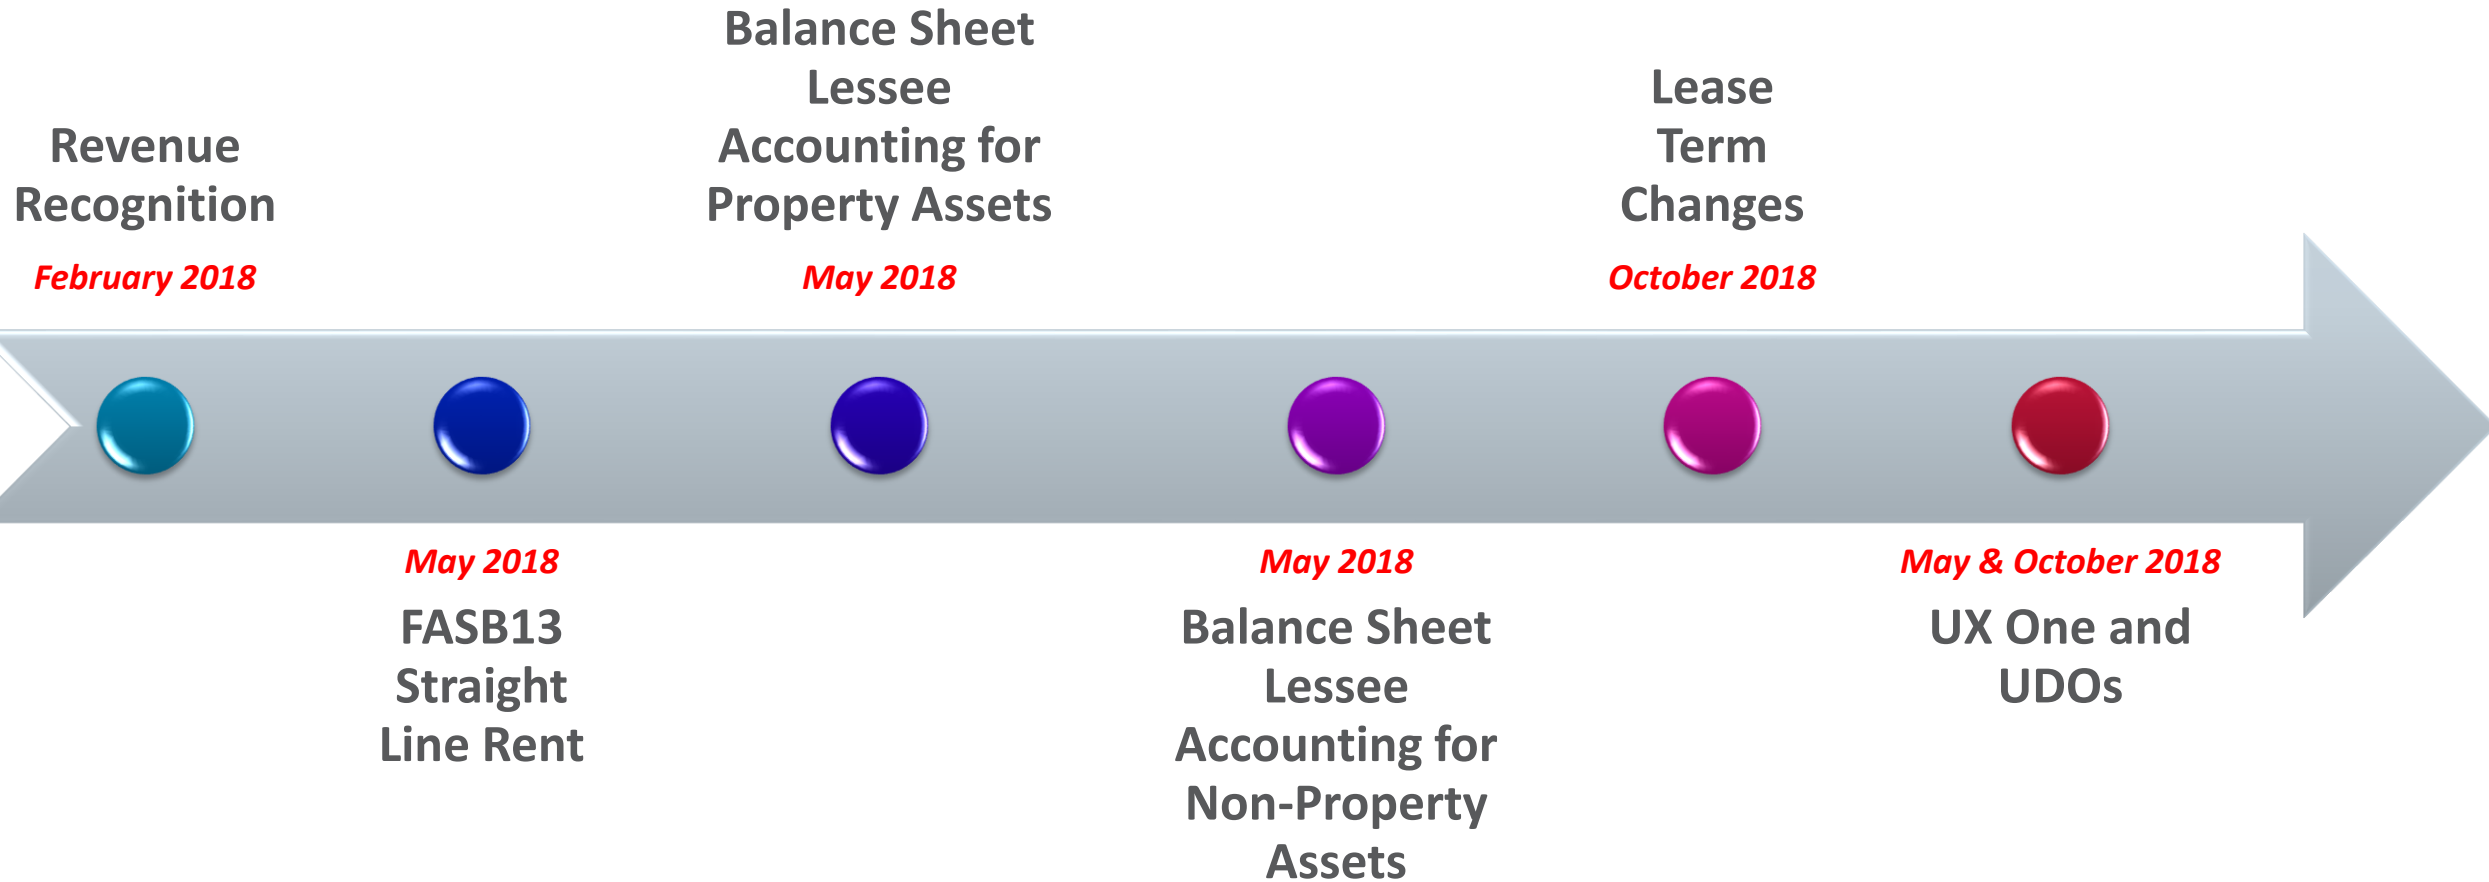 Revenue
Recognition
February 2018
May 2018
FASB13
Straight
Line Rent
Balance Sheet
Lessee
Accounting for
Property Assets
May 2018
May 2018
Balance Sheet
Lessee
Accounting for
Non-Property
Assets
Lease
Term
Changes
October 2018
May & October 2018
UX One and
UDOs